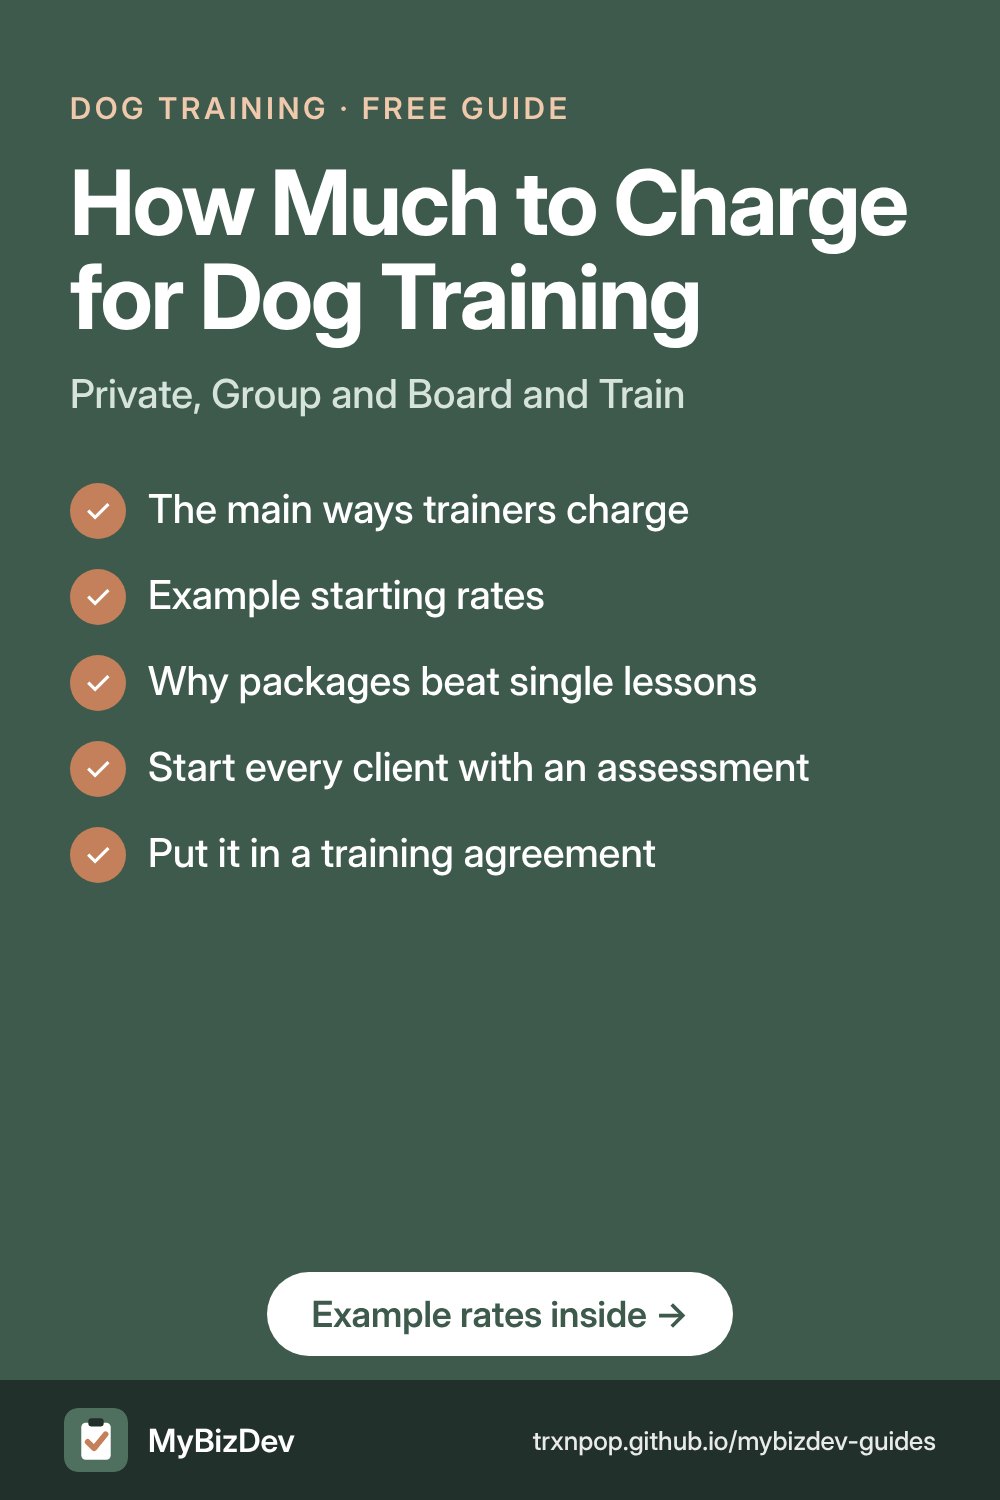 DOG TRAINING · FREE GUIDE
How Much to Charge
for Dog Training
Private, Group and Board and Train
The main ways trainers charge
Example starting rates
Why packages beat single lessons
Start every client with an assessment
Put it in a training agreement
Example rates inside →
MyBizDev
trxnpop.github.io/mybizdev-guides